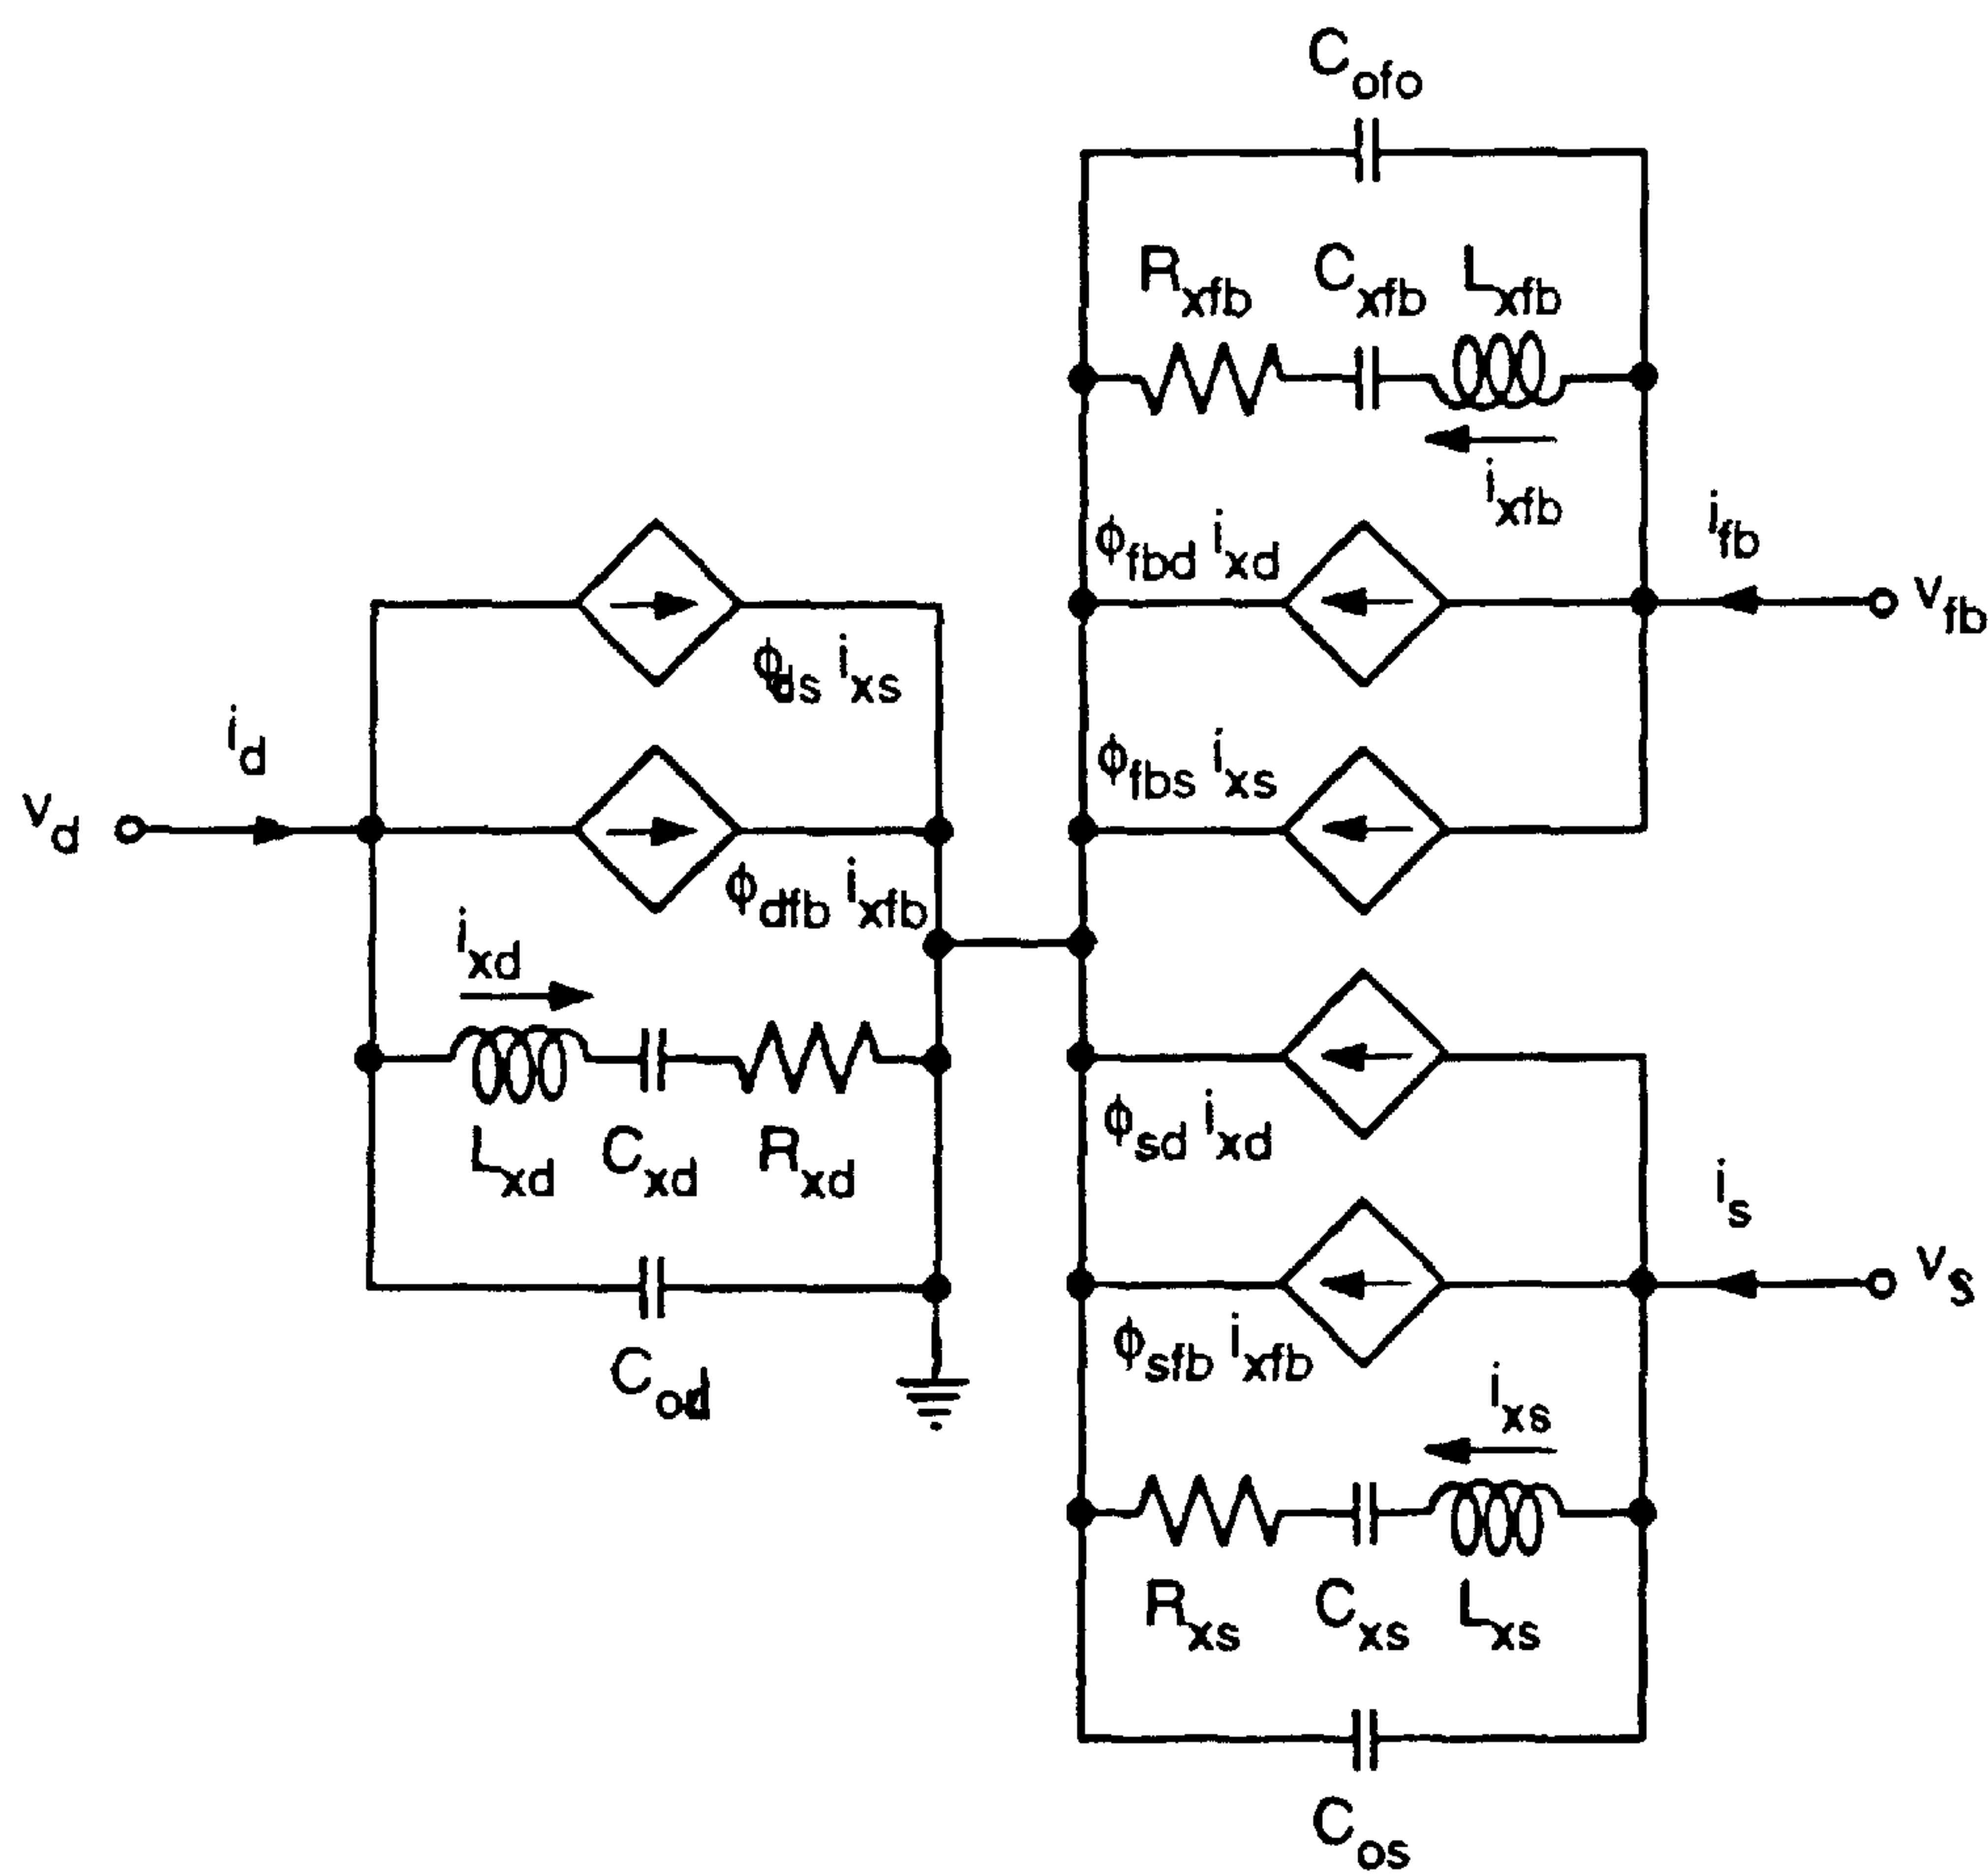 C_ofo
R_xfb C_xfb L_xfb
i_xfb
ϕ_fbd i_xd
i_fb
v_fb
ϕ_ds i_xs
i_d
ϕ_fbs i_xs
v_d
ϕ_dfb i_xfb
i_xd
ϕ_sd i_xd
L_xd C_xd R_xd
i_s
v_s
ϕ_sfb i_xfb
C_od
i_xs
R_xs C_xs L_xs
C_os